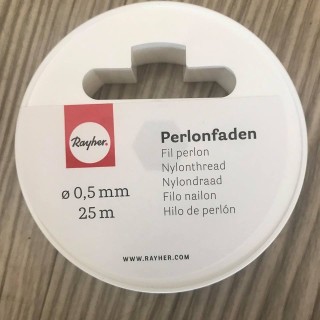 Rayher.
Perlonfaden
Fil perlon
Nylonthread
Nylondraad
Filo nailon
Hilo de perlón
ø 0,5 mm
25 m
WWW.RAYHER.COM